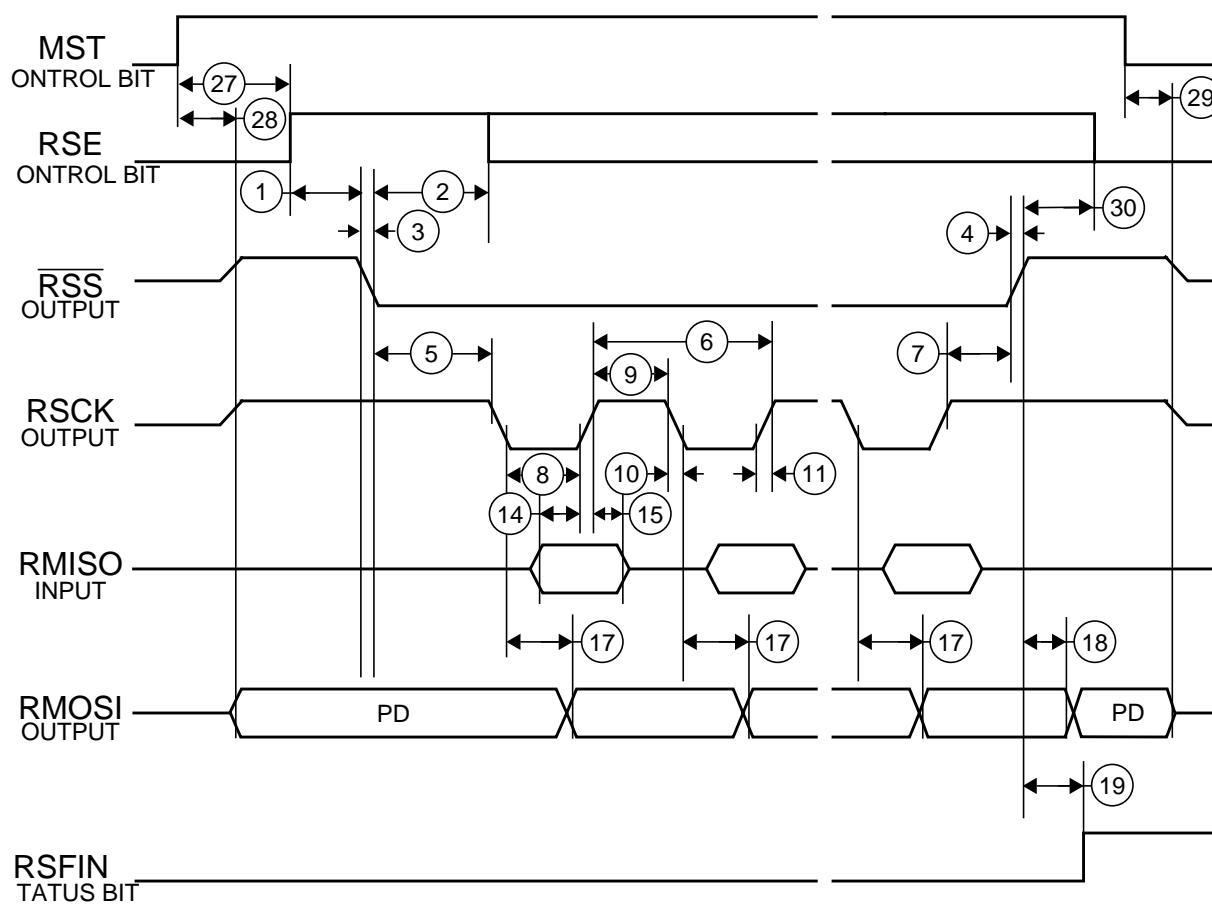 MST
ONTROL BIT
27
28
29
RSE
ONTROL BIT
1
2
3
4
30
RSS
OUTPUT
5
6
7
9
RSCK
OUTPUT
8
10
11
14
15
RMISO
INPUT
17
17
17
18
RMOSI
OUTPUT
PD
PD
19
RSFIN
TATUS BIT